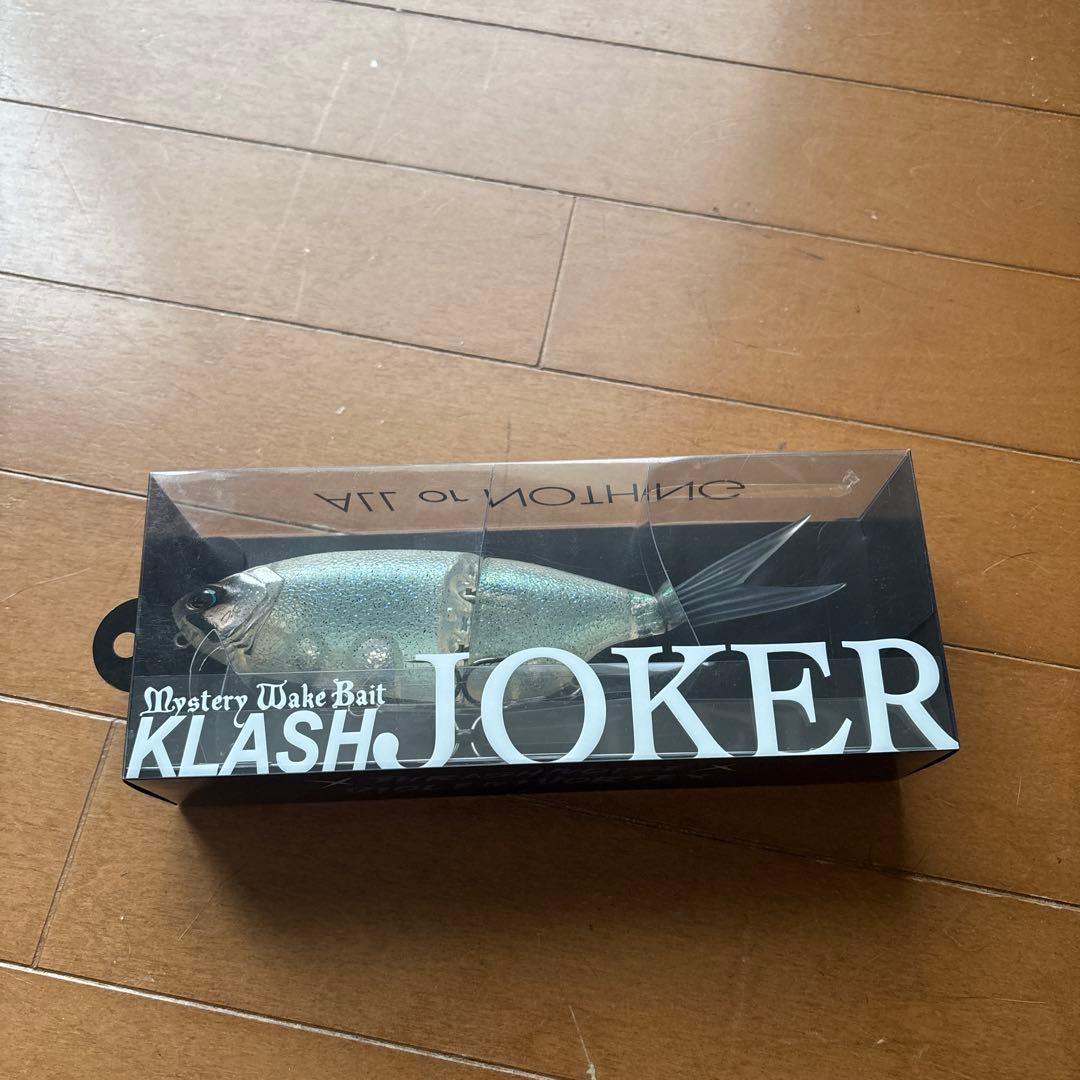 ALL or NOTHING
Mystery Wake Bait
KLASH JOKER